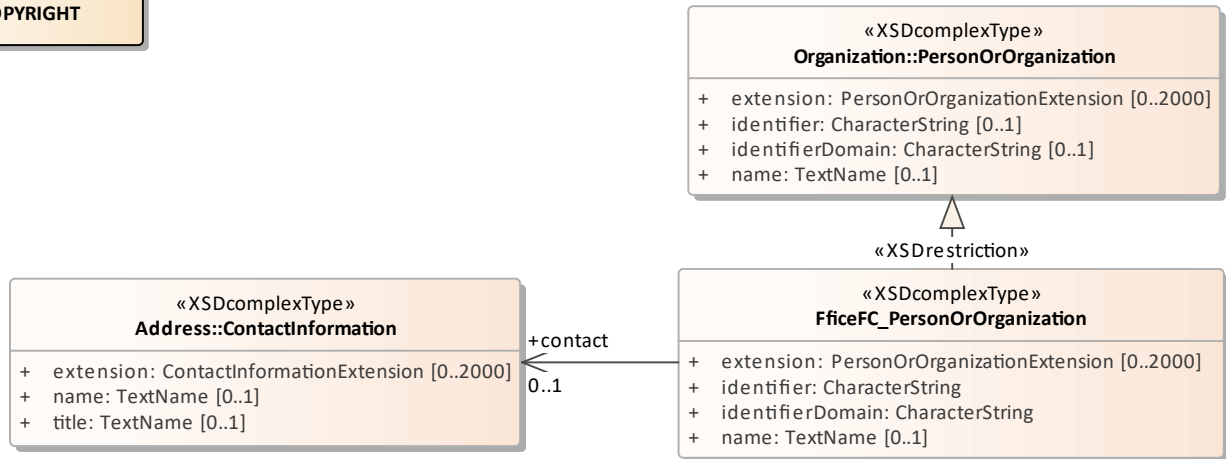 «XSDcomplexType»
Organization::PersonOrOrganization
+ extension: PersonOrOrganizationExtension [0..2000]
+ identifier: CharacterString [0..1]
+ identifierDomain: CharacterString [0..1]
+ name: TextName [0..1]
«XSDrestriction»
«XSDcomplexType»
Address::ContactInformation
+ extension: ContactInformationExtension [0..2000]
+ name: TextName [0..1]
+ title: TextName [0..1]
+contact
0..1
«XSDcomplexType»
FficeFC_PersonOrOrganization
+ extension: PersonOrOrganizationExtension [0..2000]
+ identifier: CharacterString
+ identifierDomain: CharacterString
+ name: TextName [0..1]